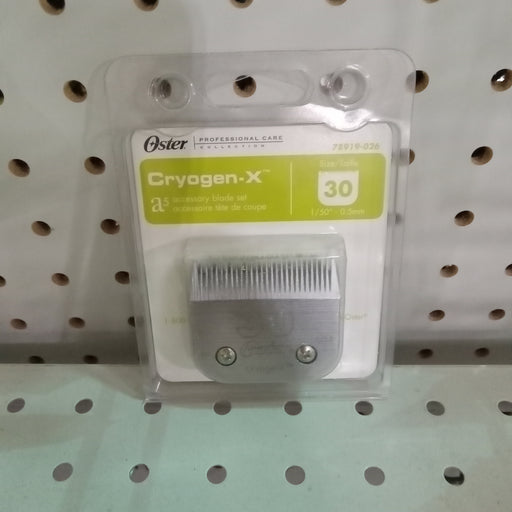 Oster
PROFESSIONAL CARE
COLLECTION
78919-026
Cryogen-X™
a5 accessory blade set
accessoire tête de coupe
Size/Taille
30
1/50" - 0.5mm